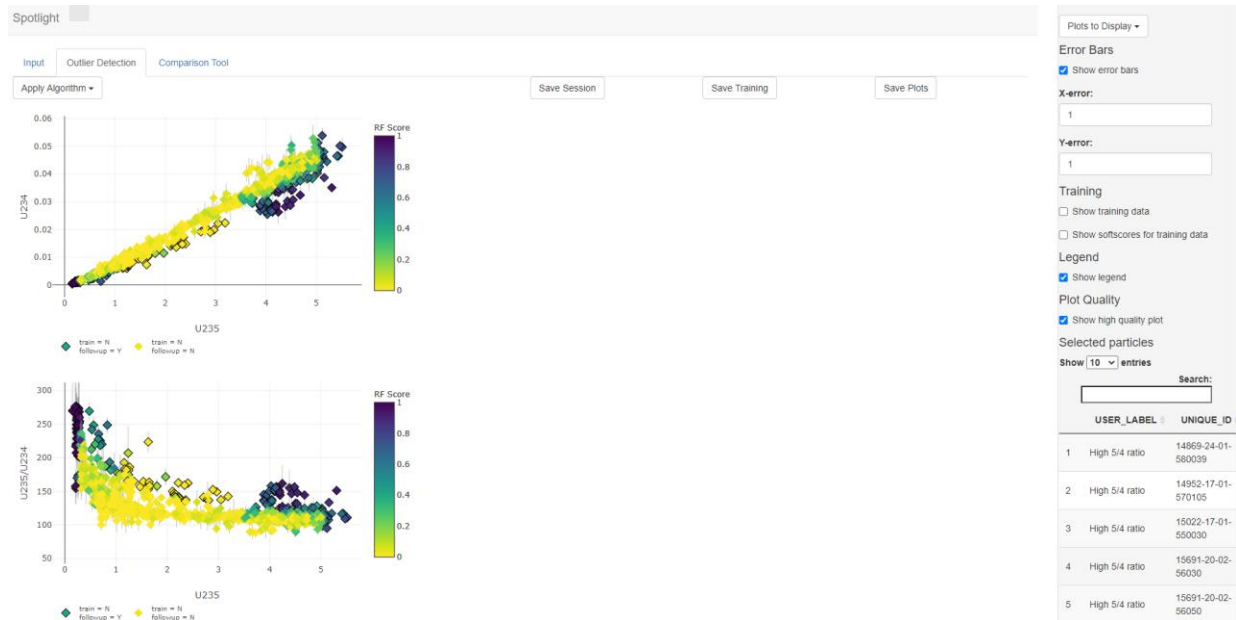 Spotlight
Input Outlier Detection Comparison Tool
Apply Algorithm Save Session Save Training Save Plots
0.06
0.05
0.04
0.03
0.02
0.01
0
U234
0 1 2 3 4 5
U235
RF Score
1
0.8
0.6
0.4
0.2
0
train = N
followup = Y
train = N
followup = N
300
250
200
150
100
50
U235/U234
0 1 2 3 4 5
U235
RF Score
1
0.8
0.6
0.4
0.2
0
train = N
followup = Y
train = N
followup = N
Plots to Display
Error Bars
Show error bars
X-error:
1
Y-error:
1
Training
Show training data
Show softscores for training data
Legend
Show legend
Plot Quality
Show high quality plot
Selected particles
Show 10 entries
Search:
USER_LABEL UNIQUE_ID
1 High 5/4 ratio 14869-24-01-
580039
2 High 5/4 ratio 14952-17-01-
570105
3 High 5/4 ratio 15022-17-01-
550030
4 High 5/4 ratio 15691-20-02-
56030
5 High 5/4 ratio 15691-20-02-
56050